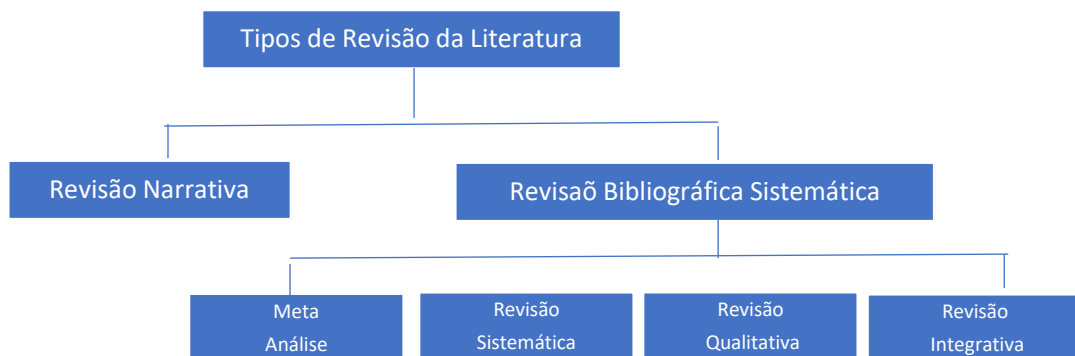 Tipos de Revisão da Literatura
Revisão Narrativa
Revisaõ Bibliográfica Sistemática
Meta
Análise
Revisão
Sistemática
Revisão
Qualitativa
Revisão
Integrativa